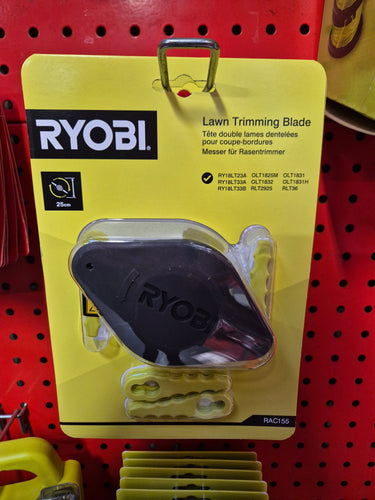 RYOBI
Lawn Trimming Blade
Tête double lames dentelées
pour coupe-bordures
Messer für Rasentrimmer
RY18LT23A OLT1825M OLT1831
RY18LT33A OLT1832 OLT1831H
RY18LT33B RLT2925 RLT36
25cm
RYOBI
RAC155